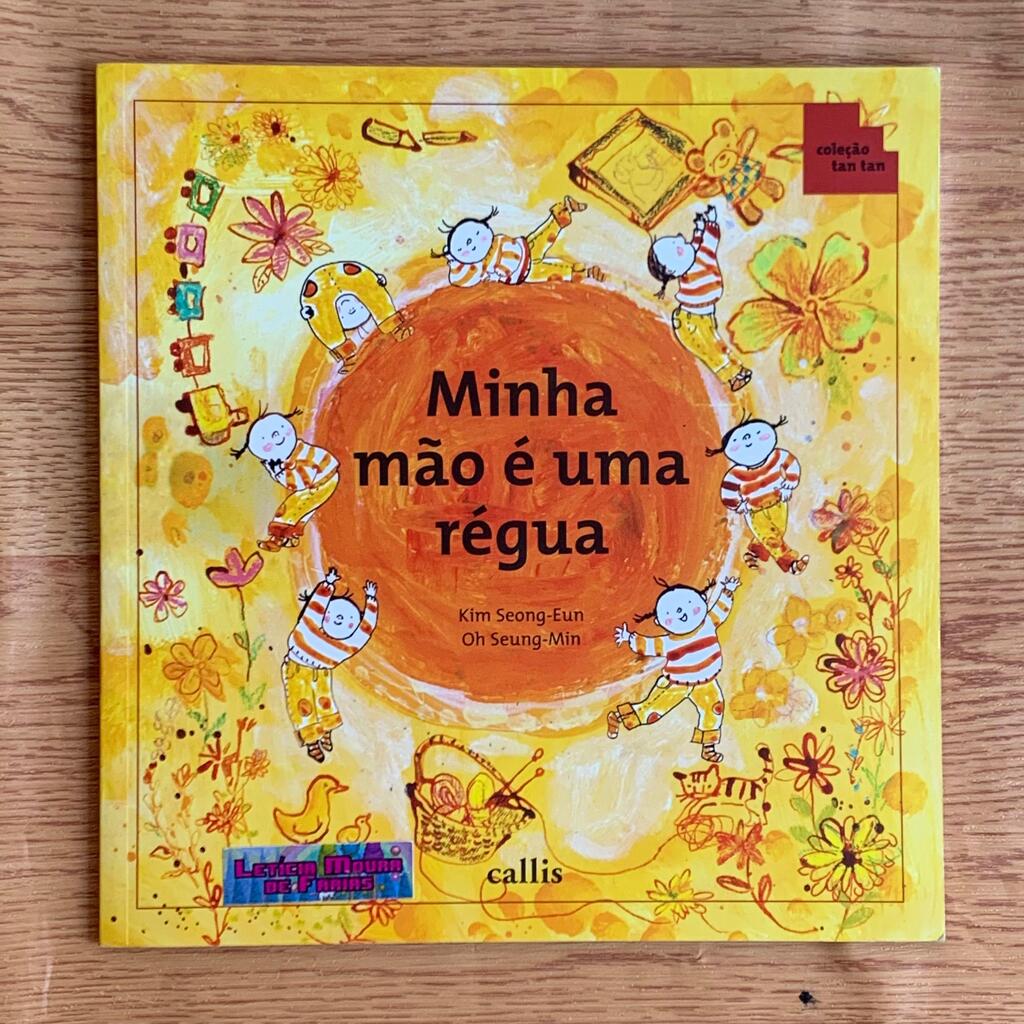 coleção
tan tan
Minha
mão é uma
régua
Kim Seong-Eun
Oh Seung-Min
callis
Letícia Moura
de Farias